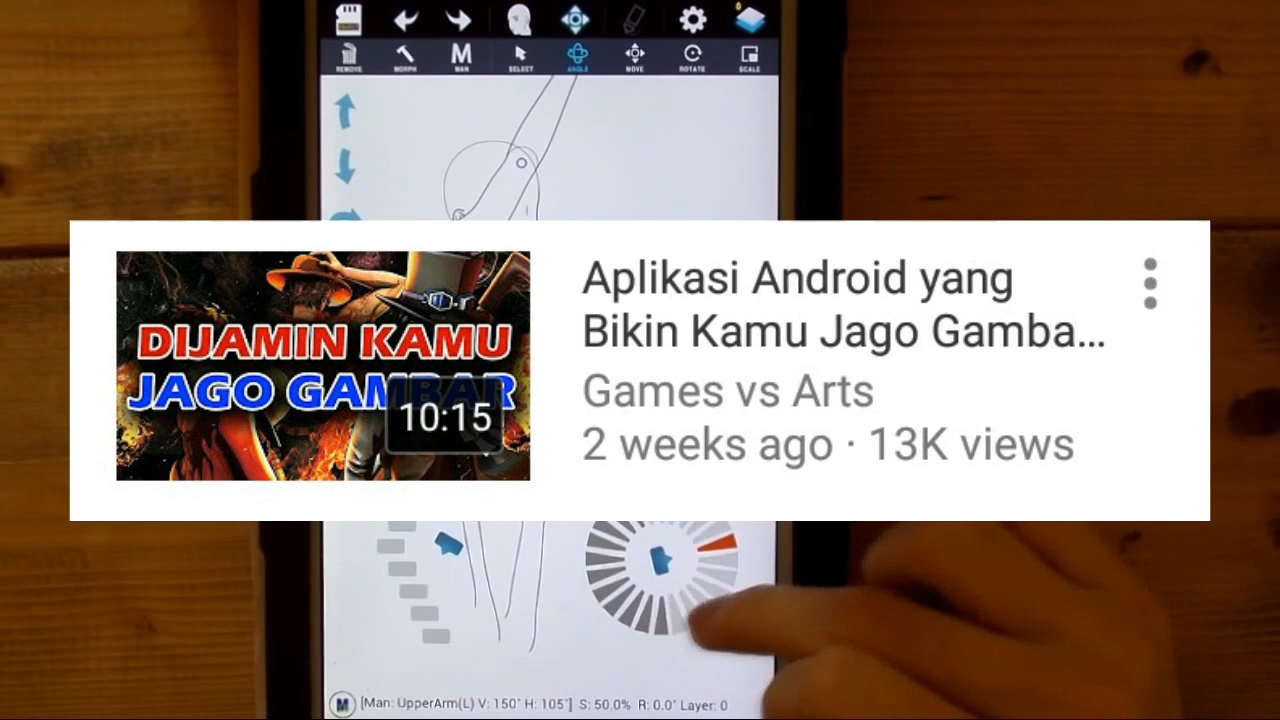 REMOVE MORPH M MAN SELECT ANGLE MOVE ROTATE SCALE
DIJAMIN KAMU
JAGO GAMBAR
10:15
Aplikasi Android yang
Bikin Kamu Jago Gamba...
Games vs Arts
2 weeks ago · 13K views
M [Man: UpperArm(L) V: 150° H: 105°] S: 50.0% R: 0.0° Layer: 0